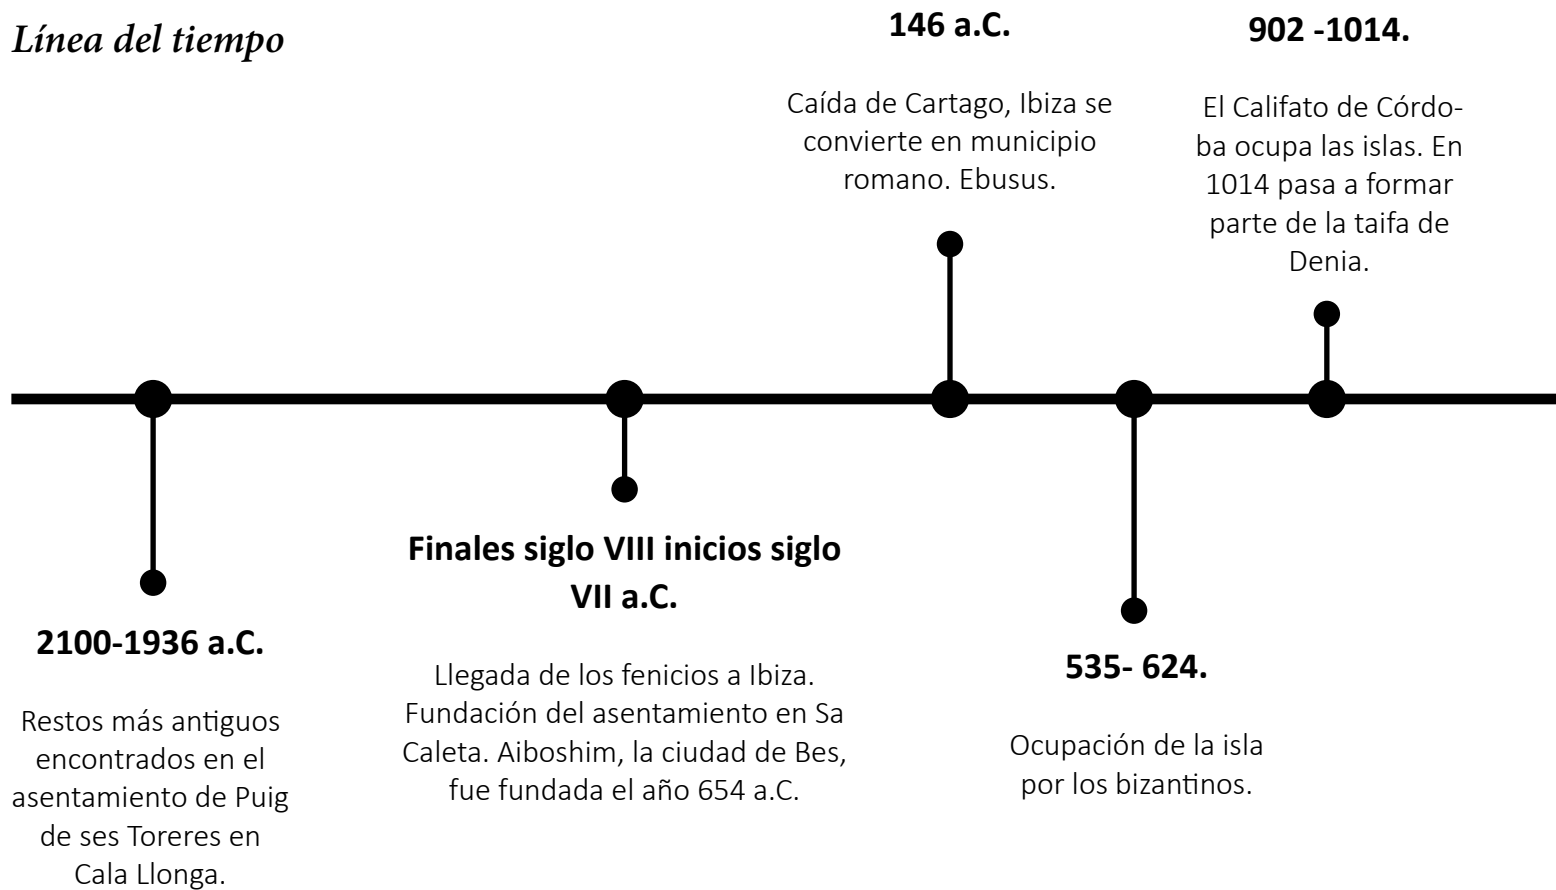 Línea del tiempo
146 a.C.
Caída de Cartago, Ibiza se
convierte en municipio
romano. Ebusus.
902 -1014.
El Califato de Córdo-
ba ocupa las islas. En
1014 pasa a formar
parte de la taifa de
Denia.
2100-1936 a.C.
Restos más antiguos
encontrados en el
asentamiento de Puig
de ses Toreres en
Cala Llonga.
Finales siglo VIII inicios siglo
VII a.C.
Llegada de los fenicios a Ibiza.
Fundación del asentamiento en Sa
Caleta. Aiboshim, la ciudad de Bes,
fue fundada el año 654 a.C.
535- 624.
Ocupación de la isla
por los bizantinos.